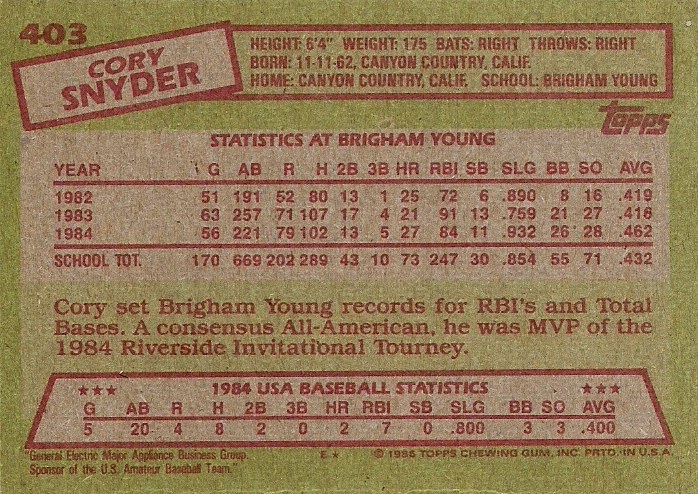 403
CORY
SNYDER
HEIGHT: 6'4" WEIGHT: 175 BATS: RIGHT THROWS: RIGHT
BORN: 11-11-62, CANYON COUNTRY, CALIF.
HOME: CANYON COUNTRY, CALIF. SCHOOL: BRIGHAM YOUNG
topps
STATISTICS AT BRIGHAM YOUNG
YEAR G AB R H 2B 3B HR RBI SB SLG BB SO AVG
1982 51 191 52 80 13 1 25 72 6 .890 8 16 .419
1983 63 257 71 107 17 4 21 91 13 .759 21 27 .416
1984 56 221 79 102 13 5 27 84 11 .932 26 28 .462
SCHOOL TOT. 170 669 202 289 43 10 73 247 30 .854 55 71 .432
Cory set Brigham Young records for RBI's and Total
Bases. A consensus All-American, he was MVP of the
1984 Riverside Invitational Tourney.
★★★ 1984 USA BASEBALL STATISTICS ★★★
G AB R H 2B 3B HR RBI SB SLG BB SO AVG
5 20 4 8 2 0 2 7 0 .800 3 3 .400
"General Electric Major Appliance Business Group.
Sponsor of the U.S. Amateur Baseball Team."
E★ © 1985 TOPPS CHEWING GUM, INC. PRTD. IN U.S.A.